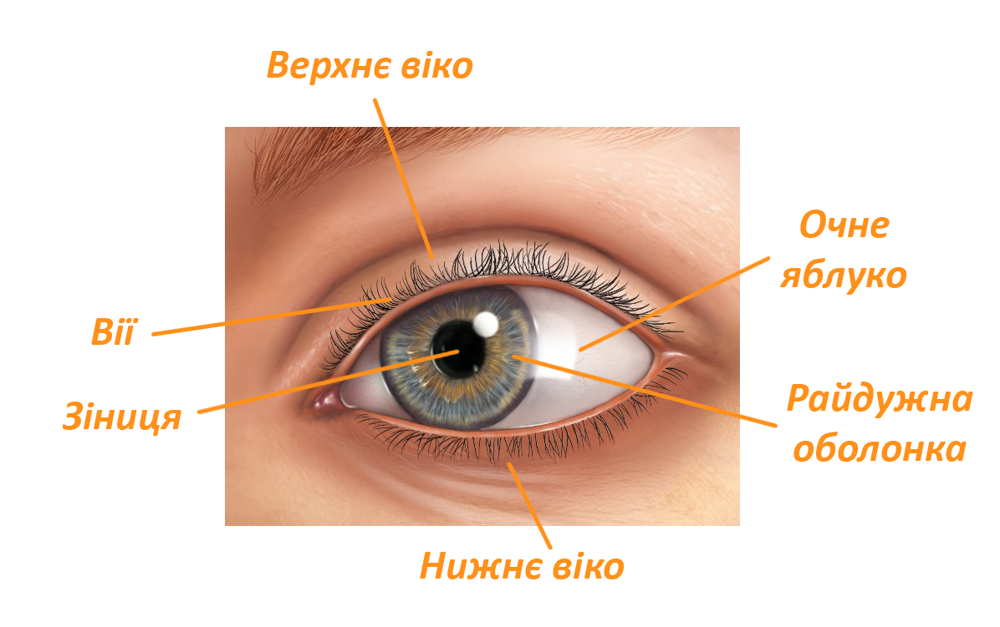 Верхнє віко
Очне
яблуко
Вії
Зіниця
Райдужна
оболонка
Нижнє віко